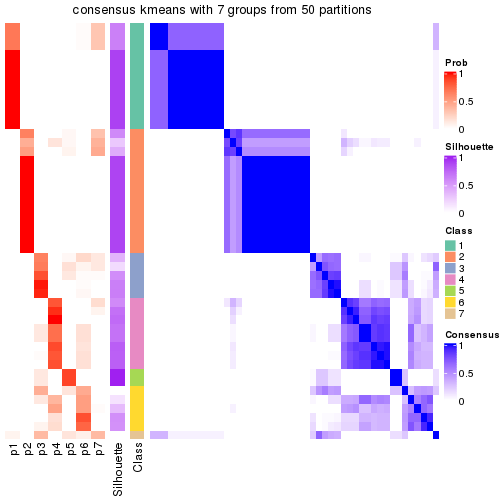 consensus kmeans with 7 groups from 50 partitions
Prob
1
0.5
0
Silhouette
1
0.5
0
Class
1
2
3
4
5
6
7
Consensus
1
0.5
0
p1
p2
p3
p4
p5
p6
p7
Silhouette
Class